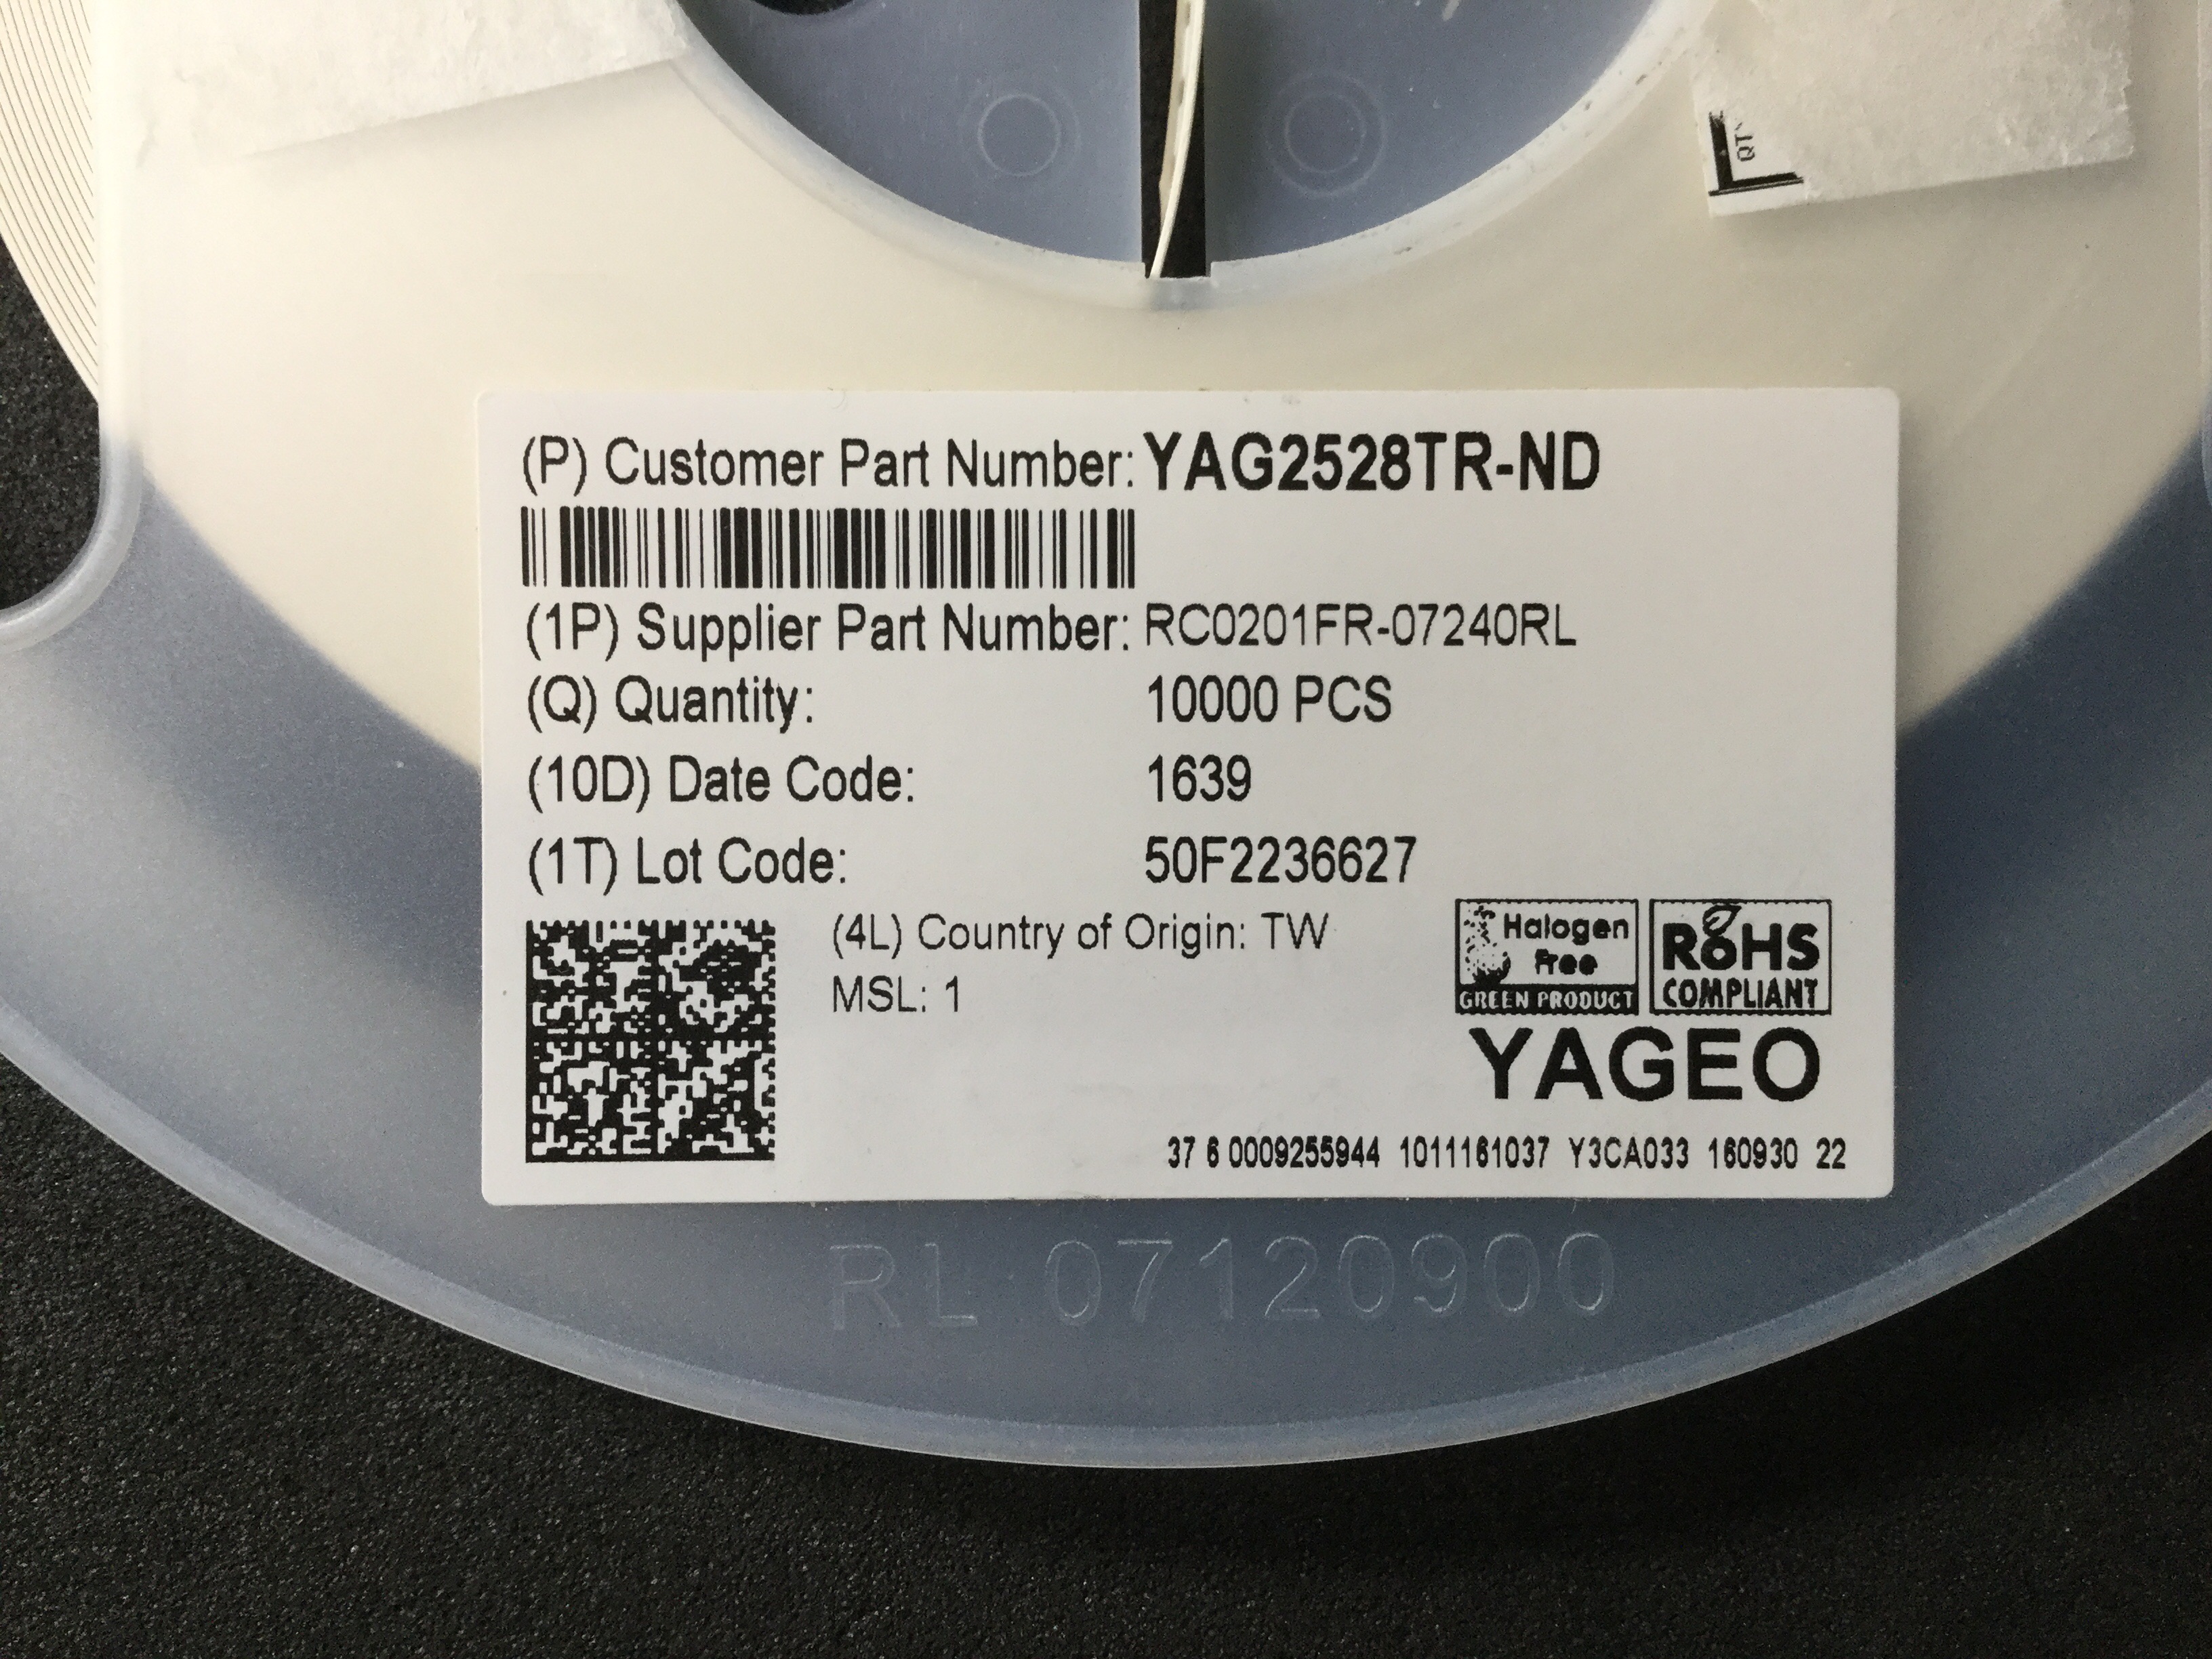 QTY
(P) Customer Part Number: YAG2528TR-ND
(1P) Supplier Part Number: RC0201FR-07240RL
(Q) Quantity: 10000 PCS
(10D) Date Code: 1639
(1T) Lot Code: 50F2236627
(4L) Country of Origin: TW
MSL: 1
Halogen
Free
GREEN PRODUCT
RoHS
COMPLIANT
YAGEO
37 6 0009255944 1011161037 Y3CA033 160930 22
RL 07120900